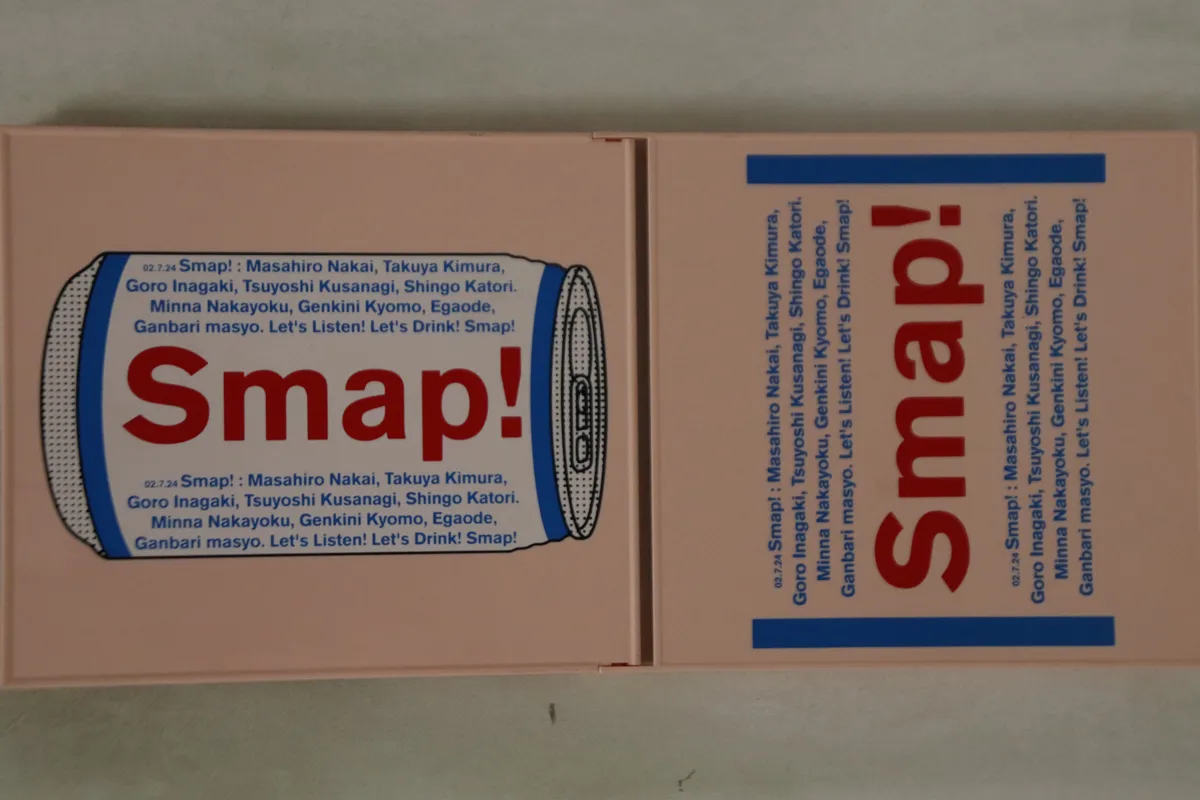 02.7.24 Smap! : Masahiro Nakai, Takuya Kimura,
Goro Inagaki, Tsuyoshi Kusanagi, Shingo Katori.
Minna Nakayoku, Genkini Kyomo, Egaode,
Ganbari masyo. Let's Listen! Let's Drink! Smap!
Smap!
02.7.24 Smap! : Masahiro Nakai, Takuya Kimura,
Goro Inagaki, Tsuyoshi Kusanagi, Shingo Katori.
Minna Nakayoku, Genkini Kyomo, Egaode,
Ganbari masyo. Let's Listen! Let's Drink! Smap!
02.7.24 Smap! : Masahiro Nakai, Takuya Kimura,
Goro Inagaki, Tsuyoshi Kusanagi, Shingo Katori.
Minna Nakayoku, Genkini Kyomo, Egaode,
Ganbari masyo. Let's Listen! Let's Drink! Smap!
Smap!
02.7.24 Smap! : Masahiro Nakai, Takuya Kimura,
Goro Inagaki, Tsuyoshi Kusanagi, Shingo Katori.
Minna Nakayoku, Genkini Kyomo, Egaode,
Ganbari masyo. Let's Listen! Let's Drink! Smap!